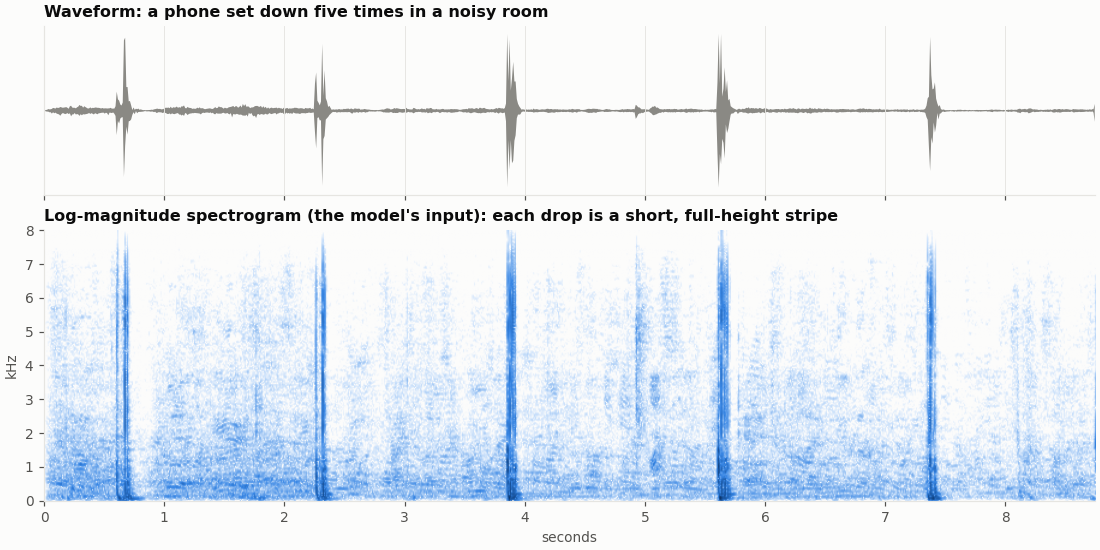 Waveform: a phone set down five times in a noisy room
Log-magnitude spectrogram (the model's input): each drop is a short, full-height stripe
8
7
6
5
4
3
2
1
0
kHz
0 1 2 3 4 5 6 7 8
seconds